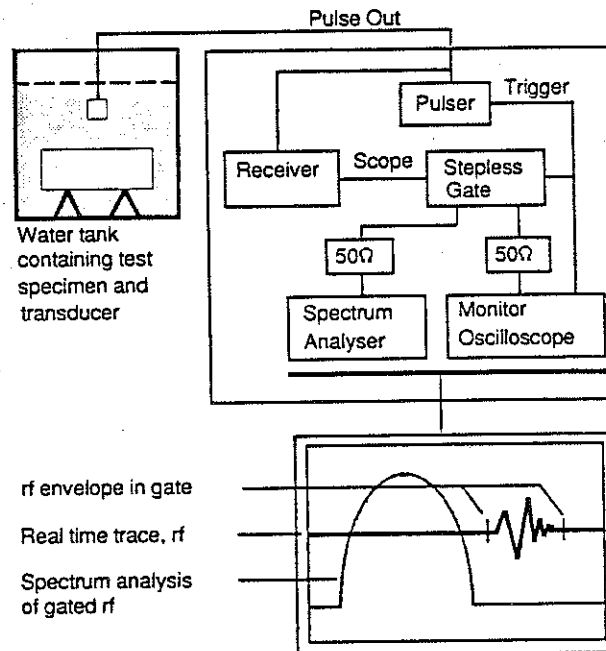 Pulse Out
Pulser
Trigger
Receiver
Scope
Stepless
Gate
50Ω
50Ω
Water tank
containing test
specimen and
transducer
Spectrum
Analyser
Monitor
Oscilloscope
rf envelope in gate
Real time trace, rf
Spectrum analysis
of gated rf